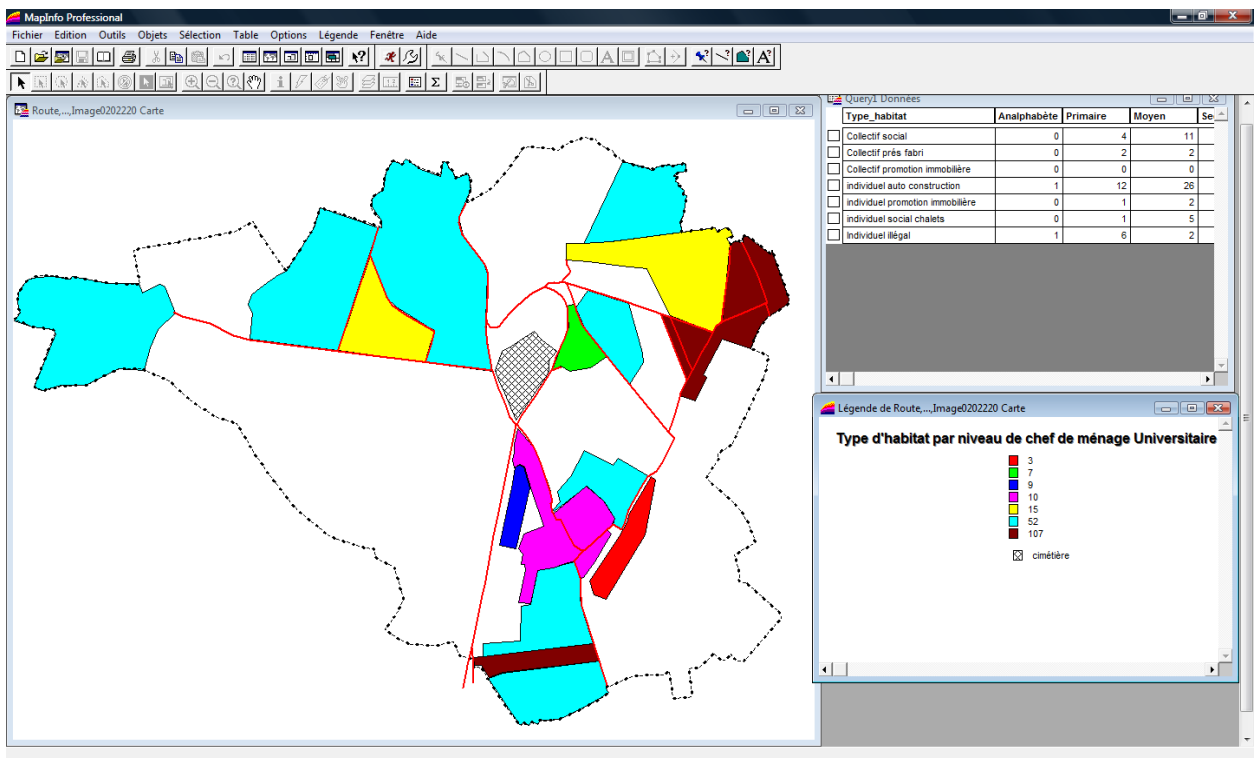 MapInfo Professional
Fichier Edition Outils Objets Sélection Table Options Légende Fenêtre Aide
Route,...,Image0202220 Carte
Query1 Données
Type_habitat Analphabète Primaire Moyen Se
Collectif social 0 4 11
Collectif près fabri 0 2 2
Collectif promotion immobilière 0 0 0
individuel auto construction 1 12 26
individuel promotion immobilière 0 1 2
individuel social chalets 0 1 5
Individuel illégal 1 6 2
Légende de Route,...,Image0202220 Carte
Type d'habitat par niveau de chef de ménage Universitaire
3
7
9
10
15
52
107
cimétière